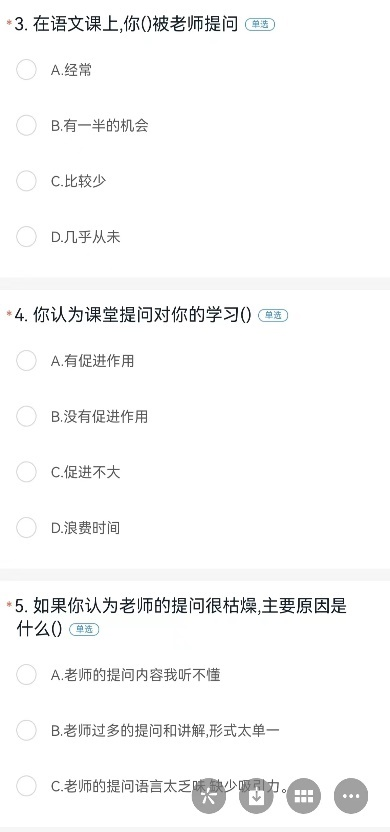 *3. 在语文课上,你()被老师提问 单选
A.经常
B.有一半的机会
C.比较少
D.几乎从未
*4. 你认为课堂提问对你的学习() 单选
A.有促进作用
B.没有促进作用
C.促进不大
D.浪费时间
*5. 如果你认为老师的提问很枯燥,主要原因是
什么() 单选
A.老师的提问内容我听不懂
B.老师过多的提问和讲解,形式太单一
C.老师的提问语言太乏味,缺少吸引力。